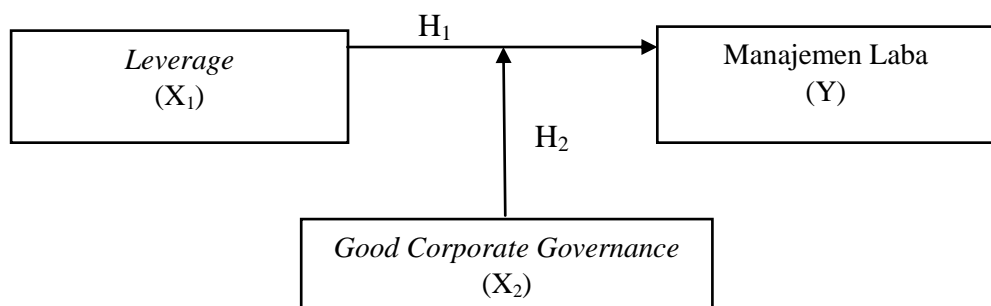 H₁
Leverage
(X₁)
Manajemen Laba
(Y)
H₂
Good Corporate Governance
(X₂)